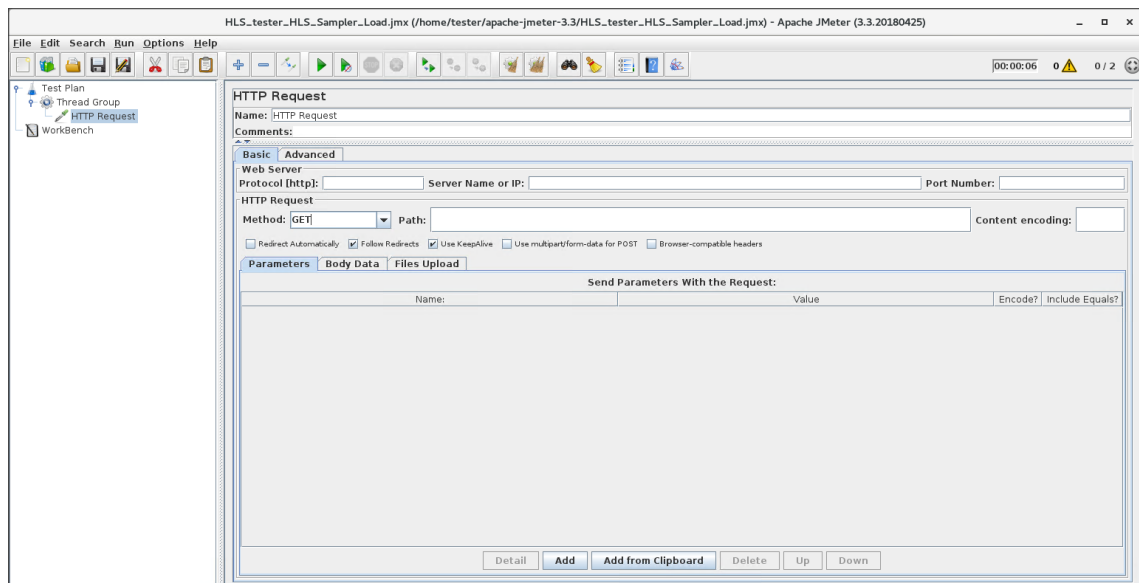 HLS_tester_HLS_Sampler_Load.jmx (/home/tester/apache-jmeter-3.3/HLS_tester_HLS_Sampler_Load.jmx) - Apache JMeter (3.3.20180425)
File Edit Search Run Options Help
00:00:06 0 0 / 2
Test Plan
Thread Group
HTTP Request
WorkBench
HTTP Request
Name: HTTP Request
Comments:
Basic Advanced
Web Server
Protocol [http]: Server Name or IP: Port Number:
HTTP Request
Method: GET Path: Content encoding:
Redirect Automatically Follow Redirects Use KeepAlive Use multipart/form-data for POST Browser-compatible headers
Parameters Body Data Files Upload
Send Parameters With the Request:
Name: Value Encode? Include Equals?
Detail Add Add from Clipboard Delete Up Down